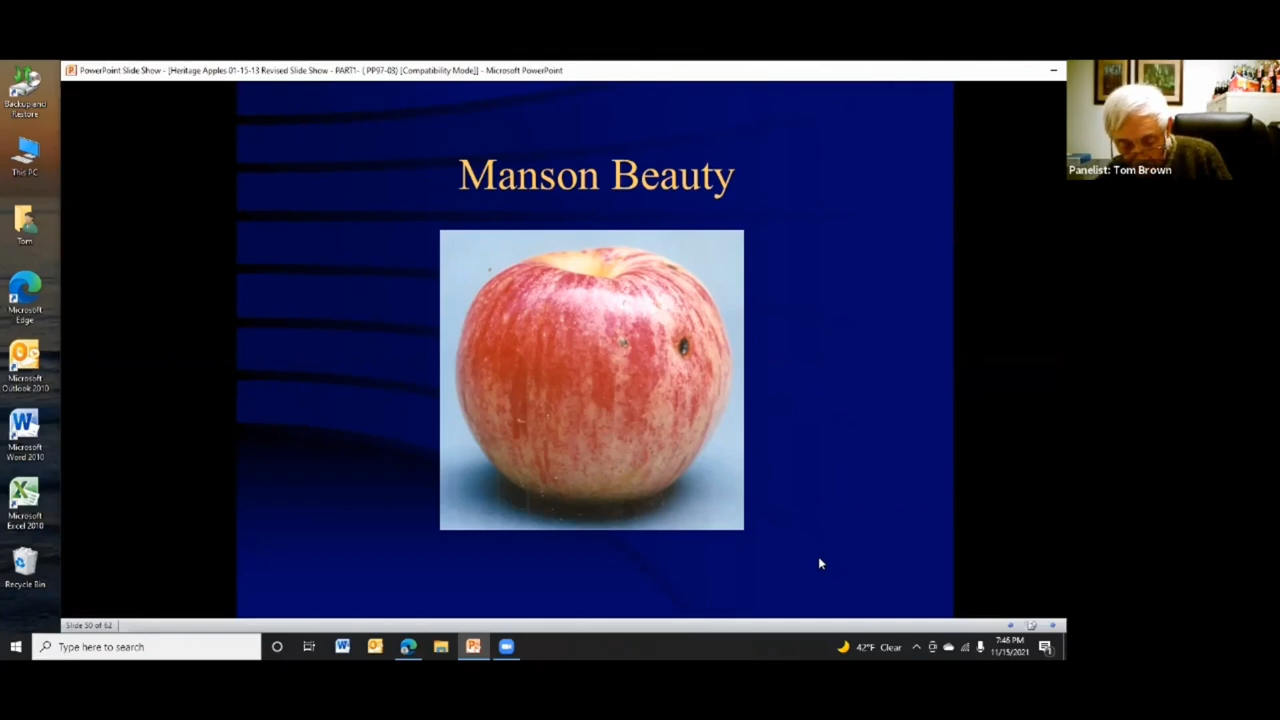 PowerPoint Slide Show - [Heritage Apples 01-15-13 Revised Slide Show - PART1- ( PP97-03) [Compatibility Mode]] - Microsoft PowerPoint
Backup and
Restore
This PC
Tom
Microsoft
Edge
Microsoft
Outlook 2010
Microsoft
Word 2010
Microsoft
Excel 2010
Recycle Bin
Manson Beauty
Panelist: Tom Brown
Slide 50 of 62
Type here to search
42°F Clear
7:46 PM
11/15/2021